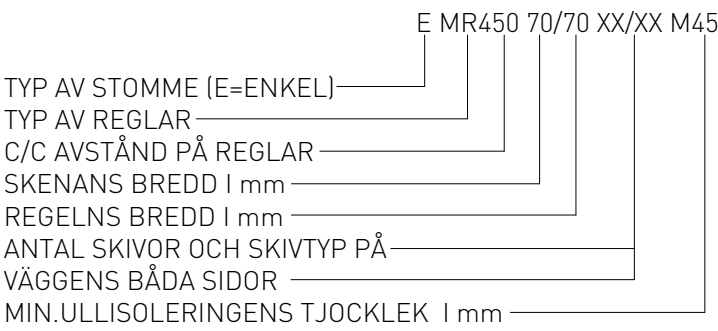 E MR450 70/70 XX/XX M45
TYP AV STOMME (E=ENKEL)
TYP AV REGLAR
C/C AVSTÅND PÅ REGLAR
SKENANS BREDD I mm
REGELNS BREDD I mm
ANTAL SKIVOR OCH SKIVTYP PÅ
VÄGGENS BÅDA SIDOR
MIN.ULLISOLERINGENS TJOCKLEK I mm